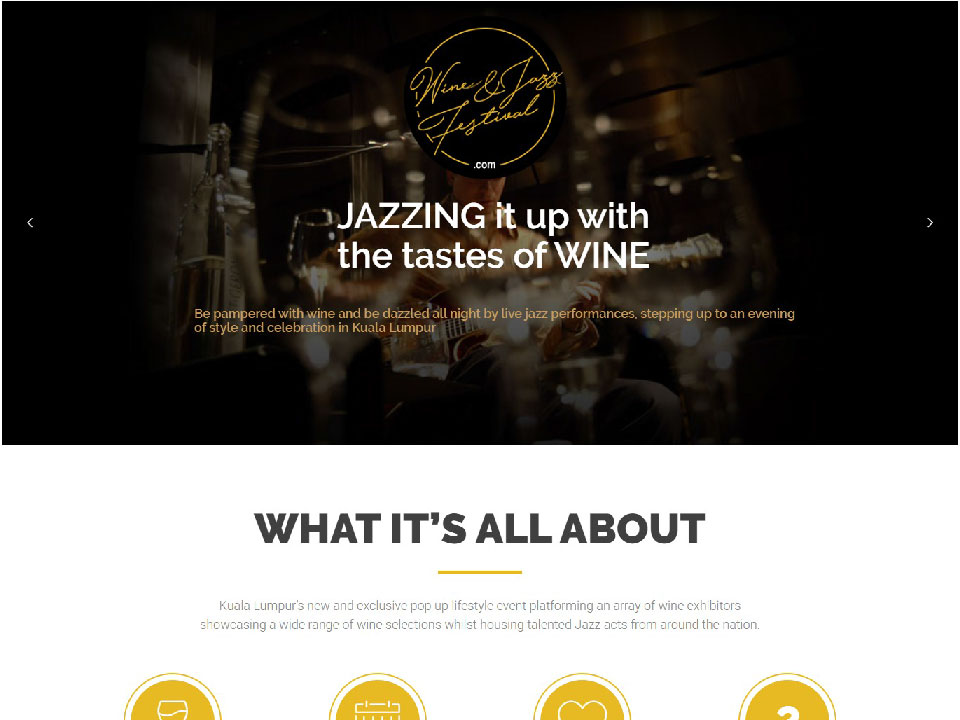 Wine & Jazz
Festival
.com
JAZZING it up with
the tastes of WINE
Be pampered with wine and be dazzled all night by live jazz performances, stepping up to an evening
of style and celebration in Kuala Lumpur
WHAT IT’S ALL ABOUT
Kuala Lumpur's new and exclusive pop up lifestyle event platforming an array of wine exhibitors
showcasing a wide range of wine selections whilst housing talented Jazz acts from around the nation.
?